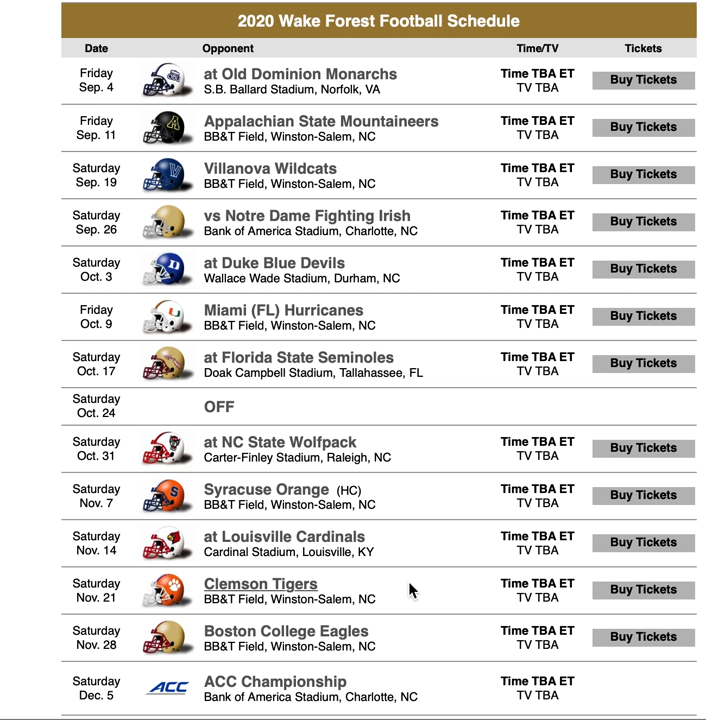 2020 Wake Forest Football Schedule
Date Opponent Time/TV Tickets
Friday
Sep. 4
at Old Dominion Monarchs
S.B. Ballard Stadium, Norfolk, VA
Time TBA ET
TV TBA
Buy Tickets
Friday
Sep. 11
Appalachian State Mountaineers
BB&T Field, Winston-Salem, NC
Time TBA ET
TV TBA
Buy Tickets
Saturday
Sep. 19
Villanova Wildcats
BB&T Field, Winston-Salem, NC
Time TBA ET
TV TBA
Buy Tickets
Saturday
Sep. 26
vs Notre Dame Fighting Irish
Bank of America Stadium, Charlotte, NC
Time TBA ET
TV TBA
Buy Tickets
Saturday
Oct. 3
at Duke Blue Devils
Wallace Wade Stadium, Durham, NC
Time TBA ET
TV TBA
Buy Tickets
Friday
Oct. 9
Miami (FL) Hurricanes
BB&T Field, Winston-Salem, NC
Time TBA ET
TV TBA
Buy Tickets
Saturday
Oct. 17
at Florida State Seminoles
Doak Campbell Stadium, Tallahassee, FL
Time TBA ET
TV TBA
Buy Tickets
Saturday
Oct. 24
OFF
Saturday
Oct. 31
at NC State Wolfpack
Carter-Finley Stadium, Raleigh, NC
Time TBA ET
TV TBA
Buy Tickets
Saturday
Nov. 7
Syracuse Orange (HC)
BB&T Field, Winston-Salem, NC
Time TBA ET
TV TBA
Buy Tickets
Saturday
Nov. 14
at Louisville Cardinals
Cardinal Stadium, Louisville, KY
Time TBA ET
TV TBA
Buy Tickets
Saturday
Nov. 21
Clemson Tigers
BB&T Field, Winston-Salem, NC
Time TBA ET
TV TBA
Buy Tickets
Saturday
Nov. 28
Boston College Eagles
BB&T Field, Winston-Salem, NC
Time TBA ET
TV TBA
Buy Tickets
Saturday
Dec. 5
ACC
ACC Championship
Bank of America Stadium, Charlotte, NC
Time TBA ET
TV TBA